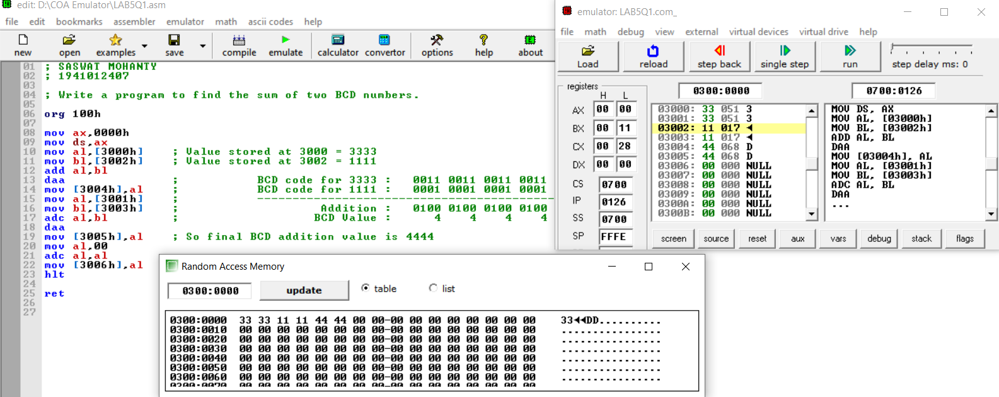 edit: D:\COA Emulator\LAB5Q1.asm
file edit bookmarks assembler emulator math ascii codes help
new open examples save compile emulate calculator convertor options help about
01 ; SASWAT MOHANTY
02 ; 1941012407
03
04 ; Write a program to find the sum of two BCD numbers.
05
06 org 100h
07
08 mov ax,0000h
09 mov ds,ax
10 mov al,[3000h] ; Value stored at 3000 = 3333
11 mov bl,[3002h] ; Value stored at 3002 = 1111
12 add al,bl
13 daa ; BCD code for 3333 : 0011 0011 0011 0011
14 mov [3004h],al ; BCD code for 1111 : 0001 0001 0001 0001
15 mov al,[3001h] ; -------------------------------------------
16 mov bl,[3003h] ; Addition : 0100 0100 0100 0100
17 adc al,bl ; BCD Value : 4 4 4 4
18 daa
19 mov [3005h],al ; So final BCD addition value is 4444
20 mov al,00
21 adc al,al
22 mov [3006h],al
23 hlt
24
25 ret
26
27
emulator: LAB5Q1.com_
file math debug view external virtual devices virtual drive help
Load reload step back single step run step delay ms: 0
registers
H L
AX 00 00
BX 00 11
CX 00 28
DX 00 00
CS 0700
IP 0126
SS 0700
SP FFFE
0300:0000
03000: 33 051 3
03001: 33 051 3
03002: 11 017 ◄
03003: 11 017 ◄
03004: 44 068 D
03005: 44 068 D
03006: 00 000 NULL
03007: 00 000 NULL
03008: 00 000 NULL
03009: 00 000 NULL
0300A: 00 000 NULL
0300B: 00 000 NULL
0700:0126
MOV DS, AX
MOV AL, [03000h]
MOV BL, [03002h]
ADD AL, BL
DAA
MOV [03004h], AL
MOV AL, [03001h]
MOV BL, [03003h]
ADC AL, BL
DAA
...
screen source reset aux vars debug stack flags
Random Access Memory
0300:0000 update table list
0300:0000 33 33 11 11 44 44 00 00-00 00 00 00 00 00 00 00 33◄◄DD..........
0300:0010 00 00 00 00 00 00 00 00-00 00 00 00 00 00 00 00 ................
0300:0020 00 00 00 00 00 00 00 00-00 00 00 00 00 00 00 00 ................
0300:0030 00 00 00 00 00 00 00 00-00 00 00 00 00 00 00 00 ................
0300:0040 00 00 00 00 00 00 00 00-00 00 00 00 00 00 00 00 ................
0300:0050 00 00 00 00 00 00 00 00-00 00 00 00 00 00 00 00 ................
0300:0060 00 00 00 00 00 00 00 00-00 00 00 00 00 00 00 00 ................
0300:0070 00 00 00 00 00 00 00 00-00 00 00 00 00 00 00 00